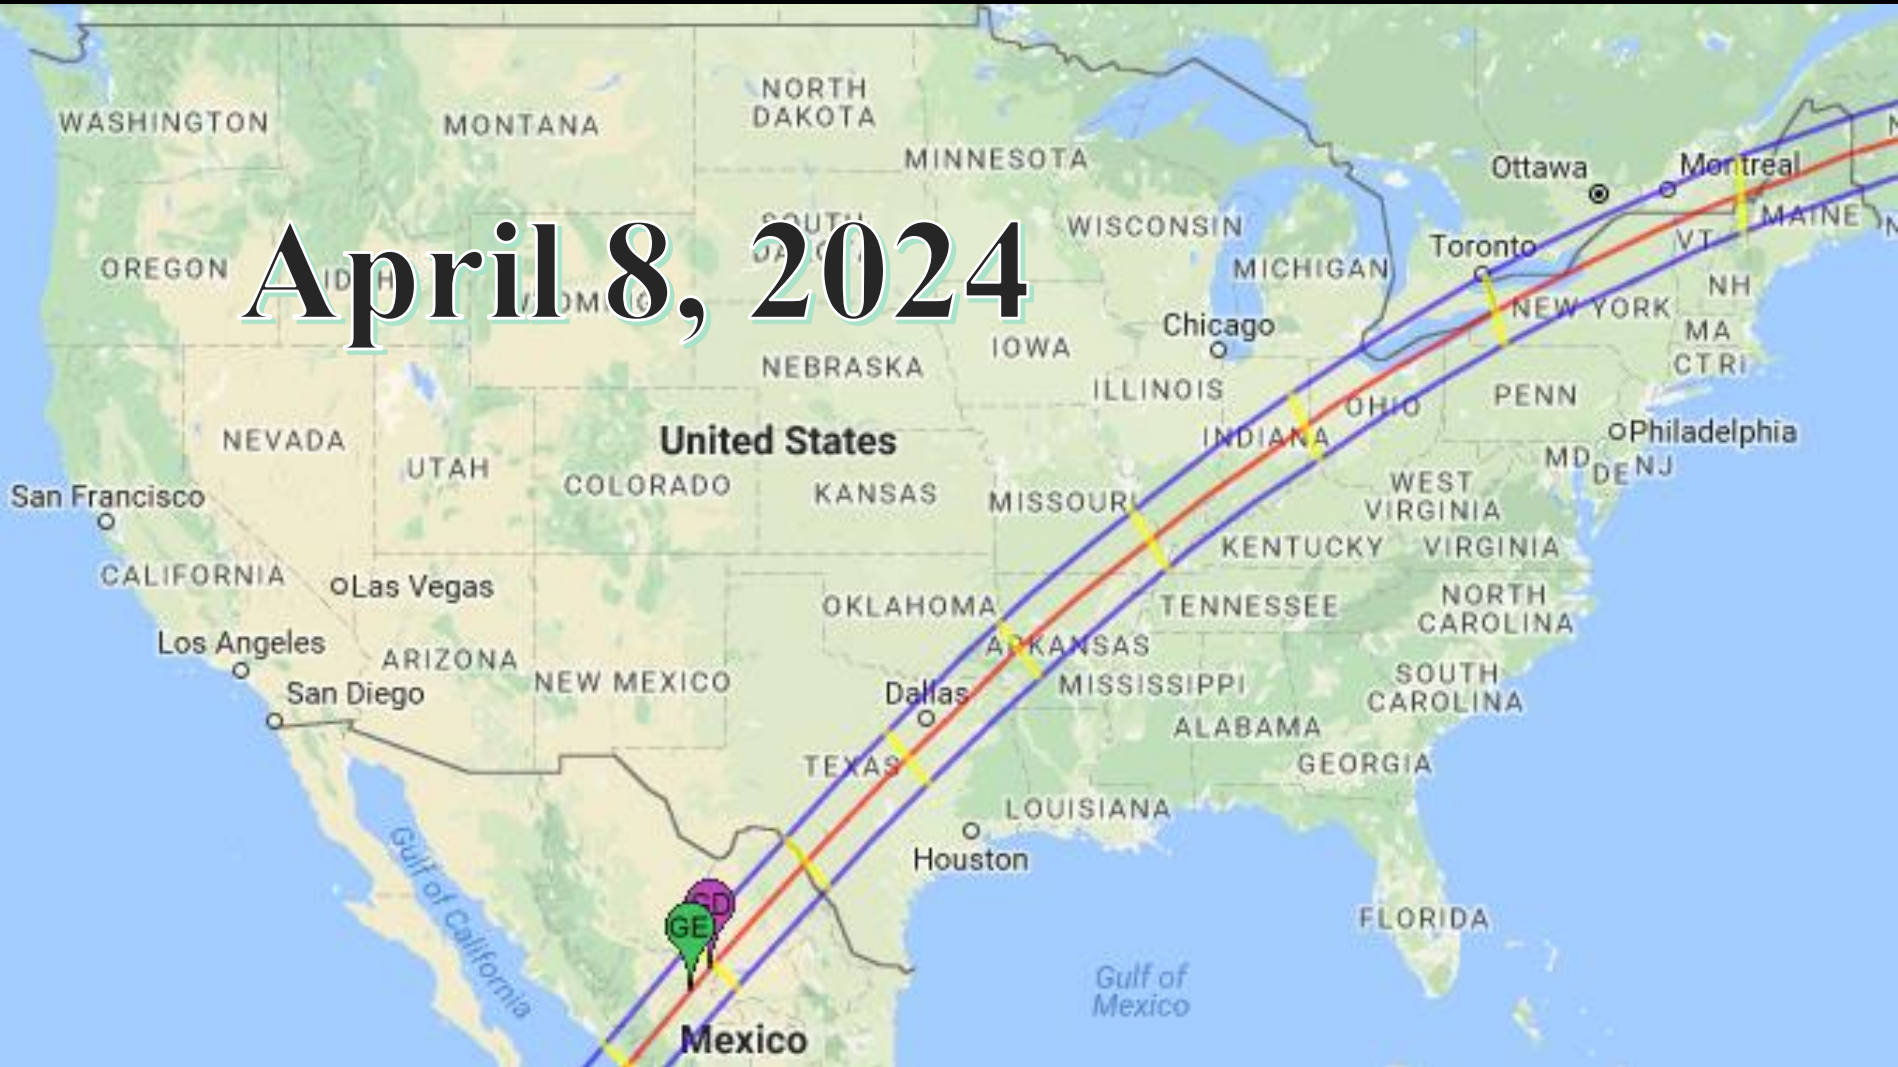 NORTH
DAKOTA
WASHINGTON
MONTANA
MINNESOTA
Ottawa
Montreal
SOUTH
WISCONSIN
MAINE
VT
Toronto
MICHIGAN
OREGON
April 8, 2024
NH
NEW YORK
Chicago
MA
IOWA
CT RI
NEBRASKA
ILLINOIS
PENN
OHIO
Philadelphia
INDIANA
NEVADA
United States
UTAH
MD
DE
NJ
COLORADO
KANSAS
WEST
VIRGINIA
San Francisco
MISSOURI
KENTUCKY
VIRGINIA
CALIFORNIA
Las Vegas
NORTH
CAROLINA
OKLAHOMA
TENNESSEE
Los Angeles
ARKANSAS
ARIZONA
SOUTH
CAROLINA
NEW MEXICO
MISSISSIPPI
San Diego
Dallas
ALABAMA
TEXAS
GEORGIA
LOUISIANA
Houston
Gulf of California
GE
FLORIDA
Gulf of
Mexico
Mexico